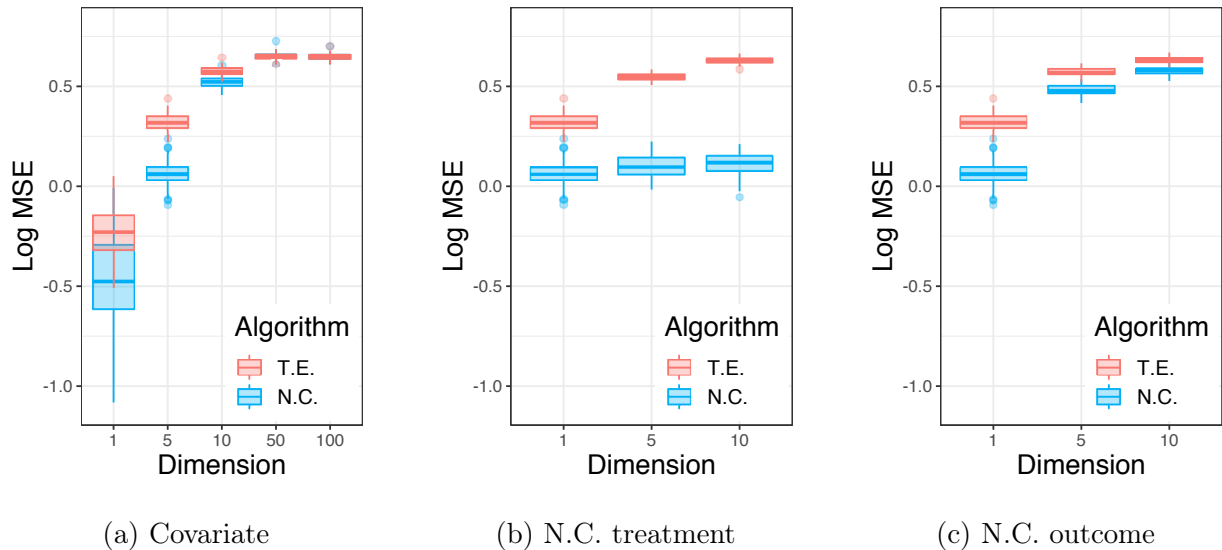 0.5
0.0
-0.5
-1.0
Log MSE
Algorithm
T.E.
N.C.
1 5 10 50 100
Dimension
(a) Covariate
0.5
0.0
-0.5
-1.0
Log MSE
Algorithm
T.E.
N.C.
1 5 10
Dimension
(b) N.C. treatment
0.5
0.0
-0.5
-1.0
Log MSE
Algorithm
T.E.
N.C.
1 5 10
Dimension
(c) N.C. outcome